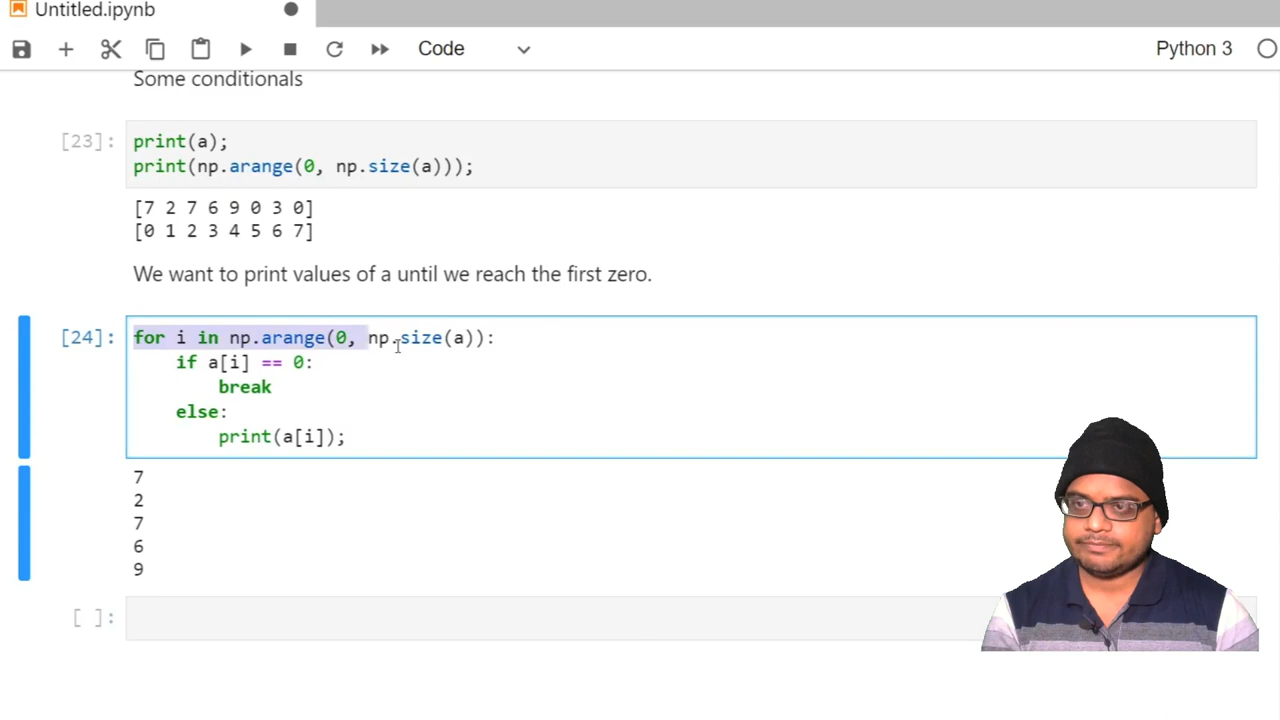 Untitled.ipynb
Code
Python 3
Some conditionals
[23]:
print(a);
print(np.arange(0, np.size(a)));
[7 2 7 6 9 0 3 0]
[0 1 2 3 4 5 6 7]
We want to print values of a until we reach the first zero.
[24]:
for i in np.arange(0, np.size(a)):
if a[i] == 0:
break
else:
print(a[i]);
7
2
7
6
9
[ ]: